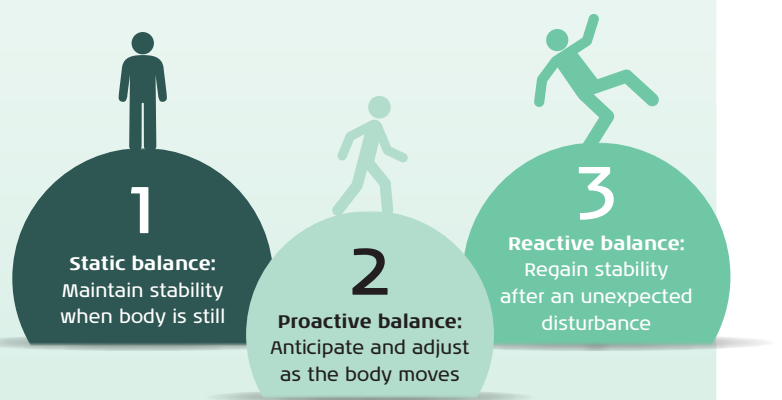 1
Static balance:
Maintain stability
when body is still
2
Proactive balance:
Anticipate and adjust
as the body moves
3
Reactive balance:
Regain stability
after an unexpected
disturbance